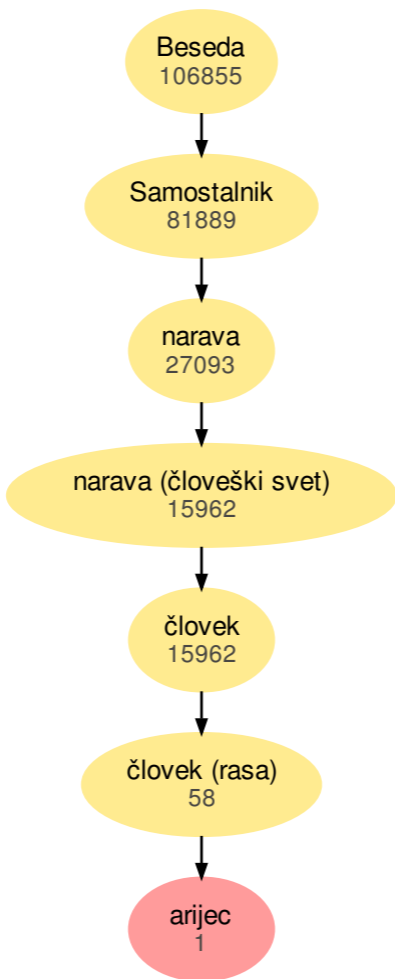 Beseda
106855
Samostalnik
81889
narava
27093
narava (človeški svet)
15962
človek
15962
človek (rasa)
58
arijec
1